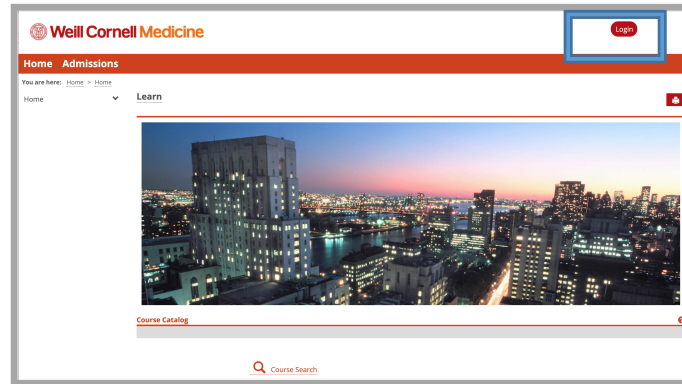 Weill Cornell Medicine
Login
Home Admissions
You are here: Home > Home
Home
Learn
Course Catalog
Course Search